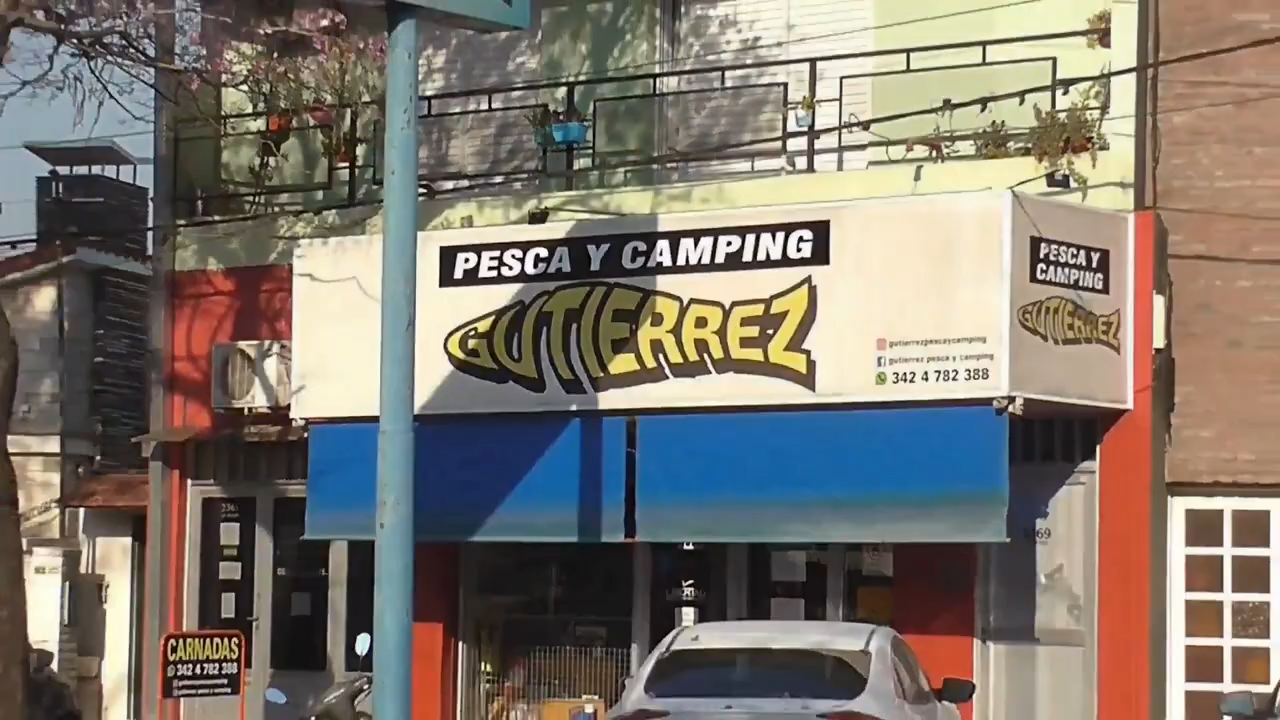 PESCA Y CAMPING
GUTIERREZ
gutierrezpescaycamping
gutierrez pesca y camping
342 4 782 388
PESCA Y
CAMPING
GUTIERREZ
CARNADAS
342 4 782 388